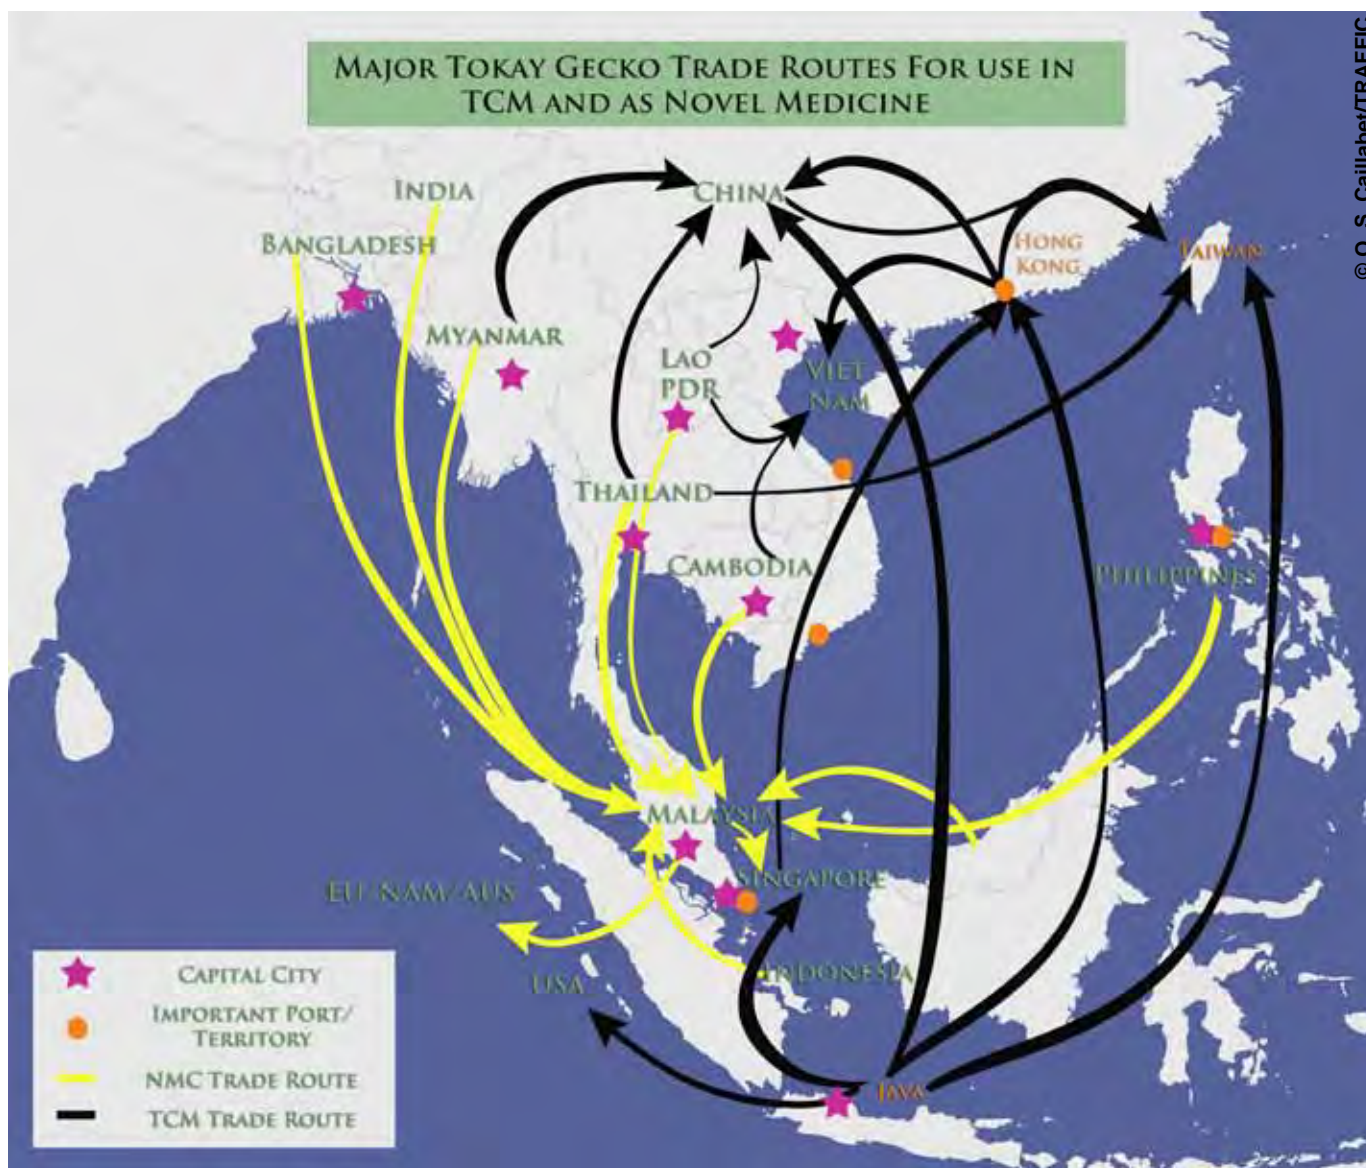 MAJOR TOKAY GECKO TRADE ROUTES FOR USE IN
TCM AND AS NOVEL MEDICINE
© O. S. Caillabet/TRAFFIC
INDIA
CHINA
BANGLADESH
HONG
KONG
TAIWAN
MYANMAR
LAO
PDR
VIET
NAM
THAILAND
CAMBODIA
PHILIPPINES
MALAYSIA
SINGAPORE
EU/NAM/AUS
INDONESIA
USA
JAVA
CAPITAL CITY
IMPORTANT PORT/
TERRITORY
NMC TRADE ROUTE
TCM TRADE ROUTE